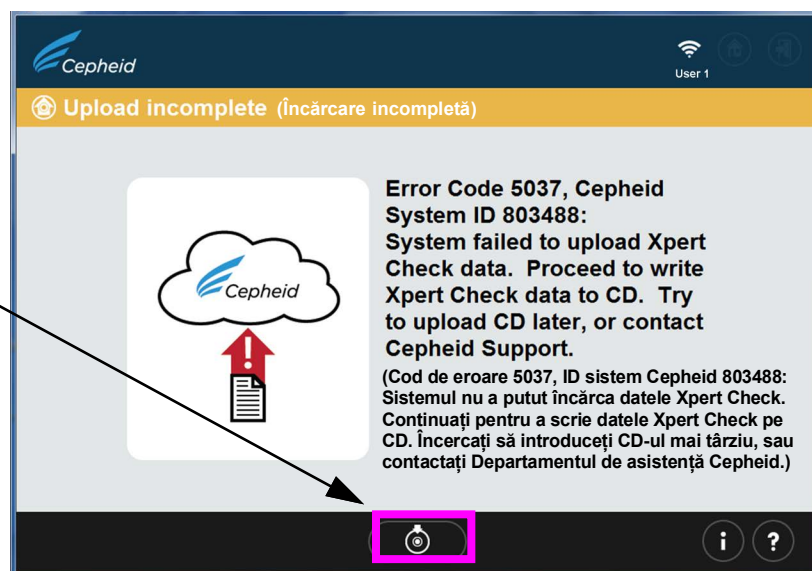 Cepheid
User 1
Upload incomplete (Încărcare incompletă)
Cepheid
Error Code 5037, Cepheid
System ID 803488:
System failed to upload Xpert
Check data. Proceed to write
Xpert Check data to CD. Try
to upload CD later, or contact
Cepheid Support.
(Cod de eroare 5037, ID sistem Cepheid 803488:
Sistemul nu a putut încărca datele Xpert Check.
Continuați pentru a scrie datele Xpert Check pe
CD. Încercați să introduceți CD-ul mai târziu, sau
contactați Departamentul de asistență Cepheid.)
i ?